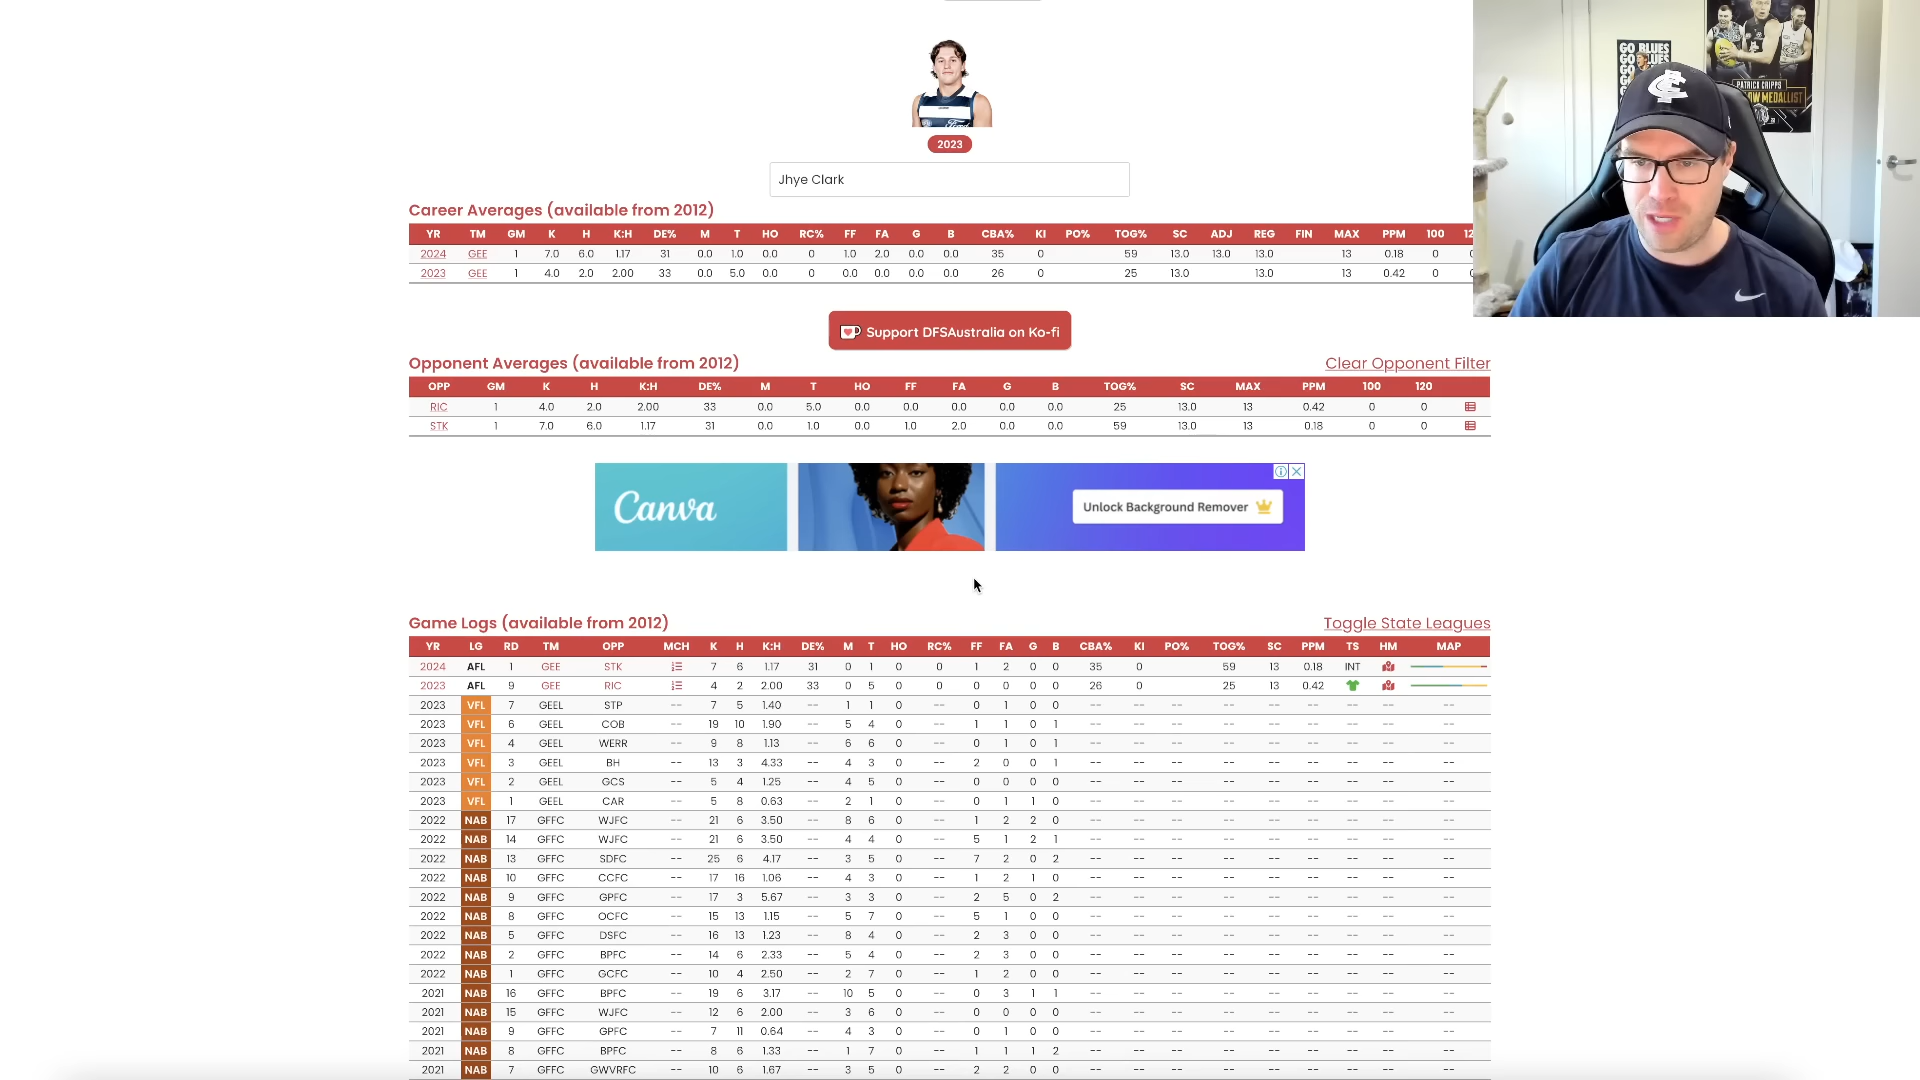 2023
Jhye Clark
Career Averages (available from 2012)
YR TM GM K H K:H DE% M T HO RC% FF FA G B CBA% KI PO% TOG% SC ADJ REG FIN MAX PPM 100 12
2024 GEE 1 7.0 6.0 1.17 31 0.0 1.0 0.0 0 1.0 2.0 0.0 0.0 35 0 59 13.0 13.0 13.0 13 0.18 0
2023 GEE 1 4.0 2.0 2.00 33 0.0 5.0 0.0 0 0.0 0.0 0.0 0.0 26 0 25 13.0 13.0 13 0.42 0
Support DFSAustralia on Ko-fi
Opponent Averages (available from 2012) Clear Opponent Filter
OPP GM K H K:H DE% M T HO FF FA G B TOG% SC MAX PPM 100 120
RIC 1 4.0 2.0 2.00 33 0.0 5.0 0.0 0.0 0.0 0.0 0.0 25 13.0 13 0.42 0 0
STK 1 7.0 6.0 1.17 31 0.0 1.0 0.0 1.0 2.0 0.0 0.0 59 13.0 13 0.18 0 0
Canva
Unlock Background Remover
Game Logs (available from 2012) Toggle State Leagues
YR LG RD TM OPP MCH K H K:H DE% M T HO RC% FF FA G B CBA% KI PO% TOG% SC PPM TS HM MAP
2024 AFL 1 GEE STK 7 6 1.17 31 0 1 0 0 1 2 0 0 35 0 59 13 0.18 INT
2023 AFL 9 GEE RIC 4 2 2.00 33 0 5 0 0 0 0 0 0 26 0 25 13 0.42
2023 VFL 7 GEEL STP -- 7 5 1.40 -- 1 1 0 -- 0 1 0 0 -- -- -- -- -- -- -- -- --
2023 VFL 6 GEEL COB -- 19 10 1.90 -- 5 4 0 -- 1 1 0 1 -- -- -- -- -- -- -- -- --
2023 VFL 4 GEEL WERR -- 9 8 1.13 -- 6 6 0 -- 0 1 0 1 -- -- -- -- -- -- -- -- --
2023 VFL 3 GEEL BH -- 13 3 4.33 -- 4 3 0 -- 2 0 0 1 -- -- -- -- -- -- -- -- --
2023 VFL 2 GEEL GCS -- 5 4 1.25 -- 4 5 0 -- 0 0 0 0 -- -- -- -- -- -- -- -- --
2023 VFL 1 GEEL CAR -- 5 8 0.63 -- 2 1 0 -- 0 1 1 0 -- -- -- -- -- -- -- -- --
2022 NAB 17 GFFC WJFC -- 21 6 3.50 -- 8 6 0 -- 1 2 2 0 -- -- -- -- -- -- -- -- --
2022 NAB 14 GFFC WJFC -- 21 6 3.50 -- 4 4 0 -- 5 1 2 1 -- -- -- -- -- -- -- -- --
2022 NAB 13 GFFC SDFC -- 25 6 4.17 -- 3 5 0 -- 7 2 0 2 -- -- -- -- -- -- -- -- --
2022 NAB 10 GFFC CCFC -- 17 16 1.06 -- 4 3 0 -- 1 2 1 0 -- -- -- -- -- -- -- -- --
2022 NAB 9 GFFC GPFC -- 17 3 5.67 -- 3 3 0 -- 2 5 0 2 -- -- -- -- -- -- -- -- --
2022 NAB 8 GFFC OCFC -- 15 13 1.15 -- 5 7 0 -- 5 1 0 0 -- -- -- -- -- -- -- -- --
2022 NAB 5 GFFC DSFC -- 16 13 1.23 -- 8 4 0 -- 2 3 0 0 -- -- -- -- -- -- -- -- --
2022 NAB 2 GFFC BPFC -- 14 6 2.33 -- 5 4 0 -- 2 3 0 0 -- -- -- -- -- -- -- -- --
2022 NAB 1 GFFC GCFC -- 10 4 2.50 -- 2 7 0 -- 1 2 0 0 -- -- -- -- -- -- -- -- --
2021 NAB 16 GFFC BPFC -- 19 6 3.17 -- 10 5 0 -- 0 3 1 1 -- -- -- -- -- -- -- -- --
2021 NAB 15 GFFC WJFC -- 12 6 2.00 -- 3 6 0 -- 0 0 0 0 -- -- -- -- -- -- -- -- --
2021 NAB 9 GFFC GPFC -- 7 11 0.64 -- 4 3 0 -- 0 1 0 0 -- -- -- -- -- -- -- -- --
2021 NAB 8 GFFC BPFC -- 8 6 1.33 -- 1 7 0 -- 1 1 1 2 -- -- -- -- -- -- -- -- --
2021 NAB 7 GFFC GWVRFC -- 10 6 1.67 -- 3 5 0 -- 2 2 0 0 -- -- -- -- -- -- -- -- --
GO BLUES
GO BLUES
PATRICK CRIPPS
OW MEDALLIST